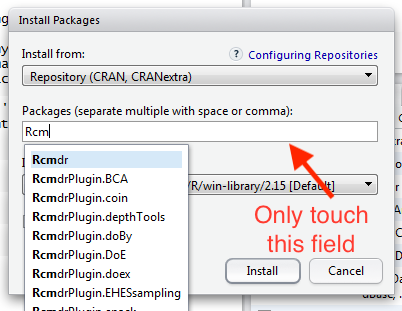 Install Packages
Install from:
? Configuring Repositories
Repository (CRAN, CRANextra)
Packages (separate multiple with space or comma):
Rcm
Rcmdr
/R/win-library/2.15 [Default]
RcmdrPlugin.BCA
RcmdrPlugin.coin
RcmdrPlugin.depthTools
RcmdrPlugin.doBy
RcmdrPlugin.DoE
RcmdrPlugin.doex
RcmdrPlugin.EHESsampling
Only touch
this field
Install
Cancel